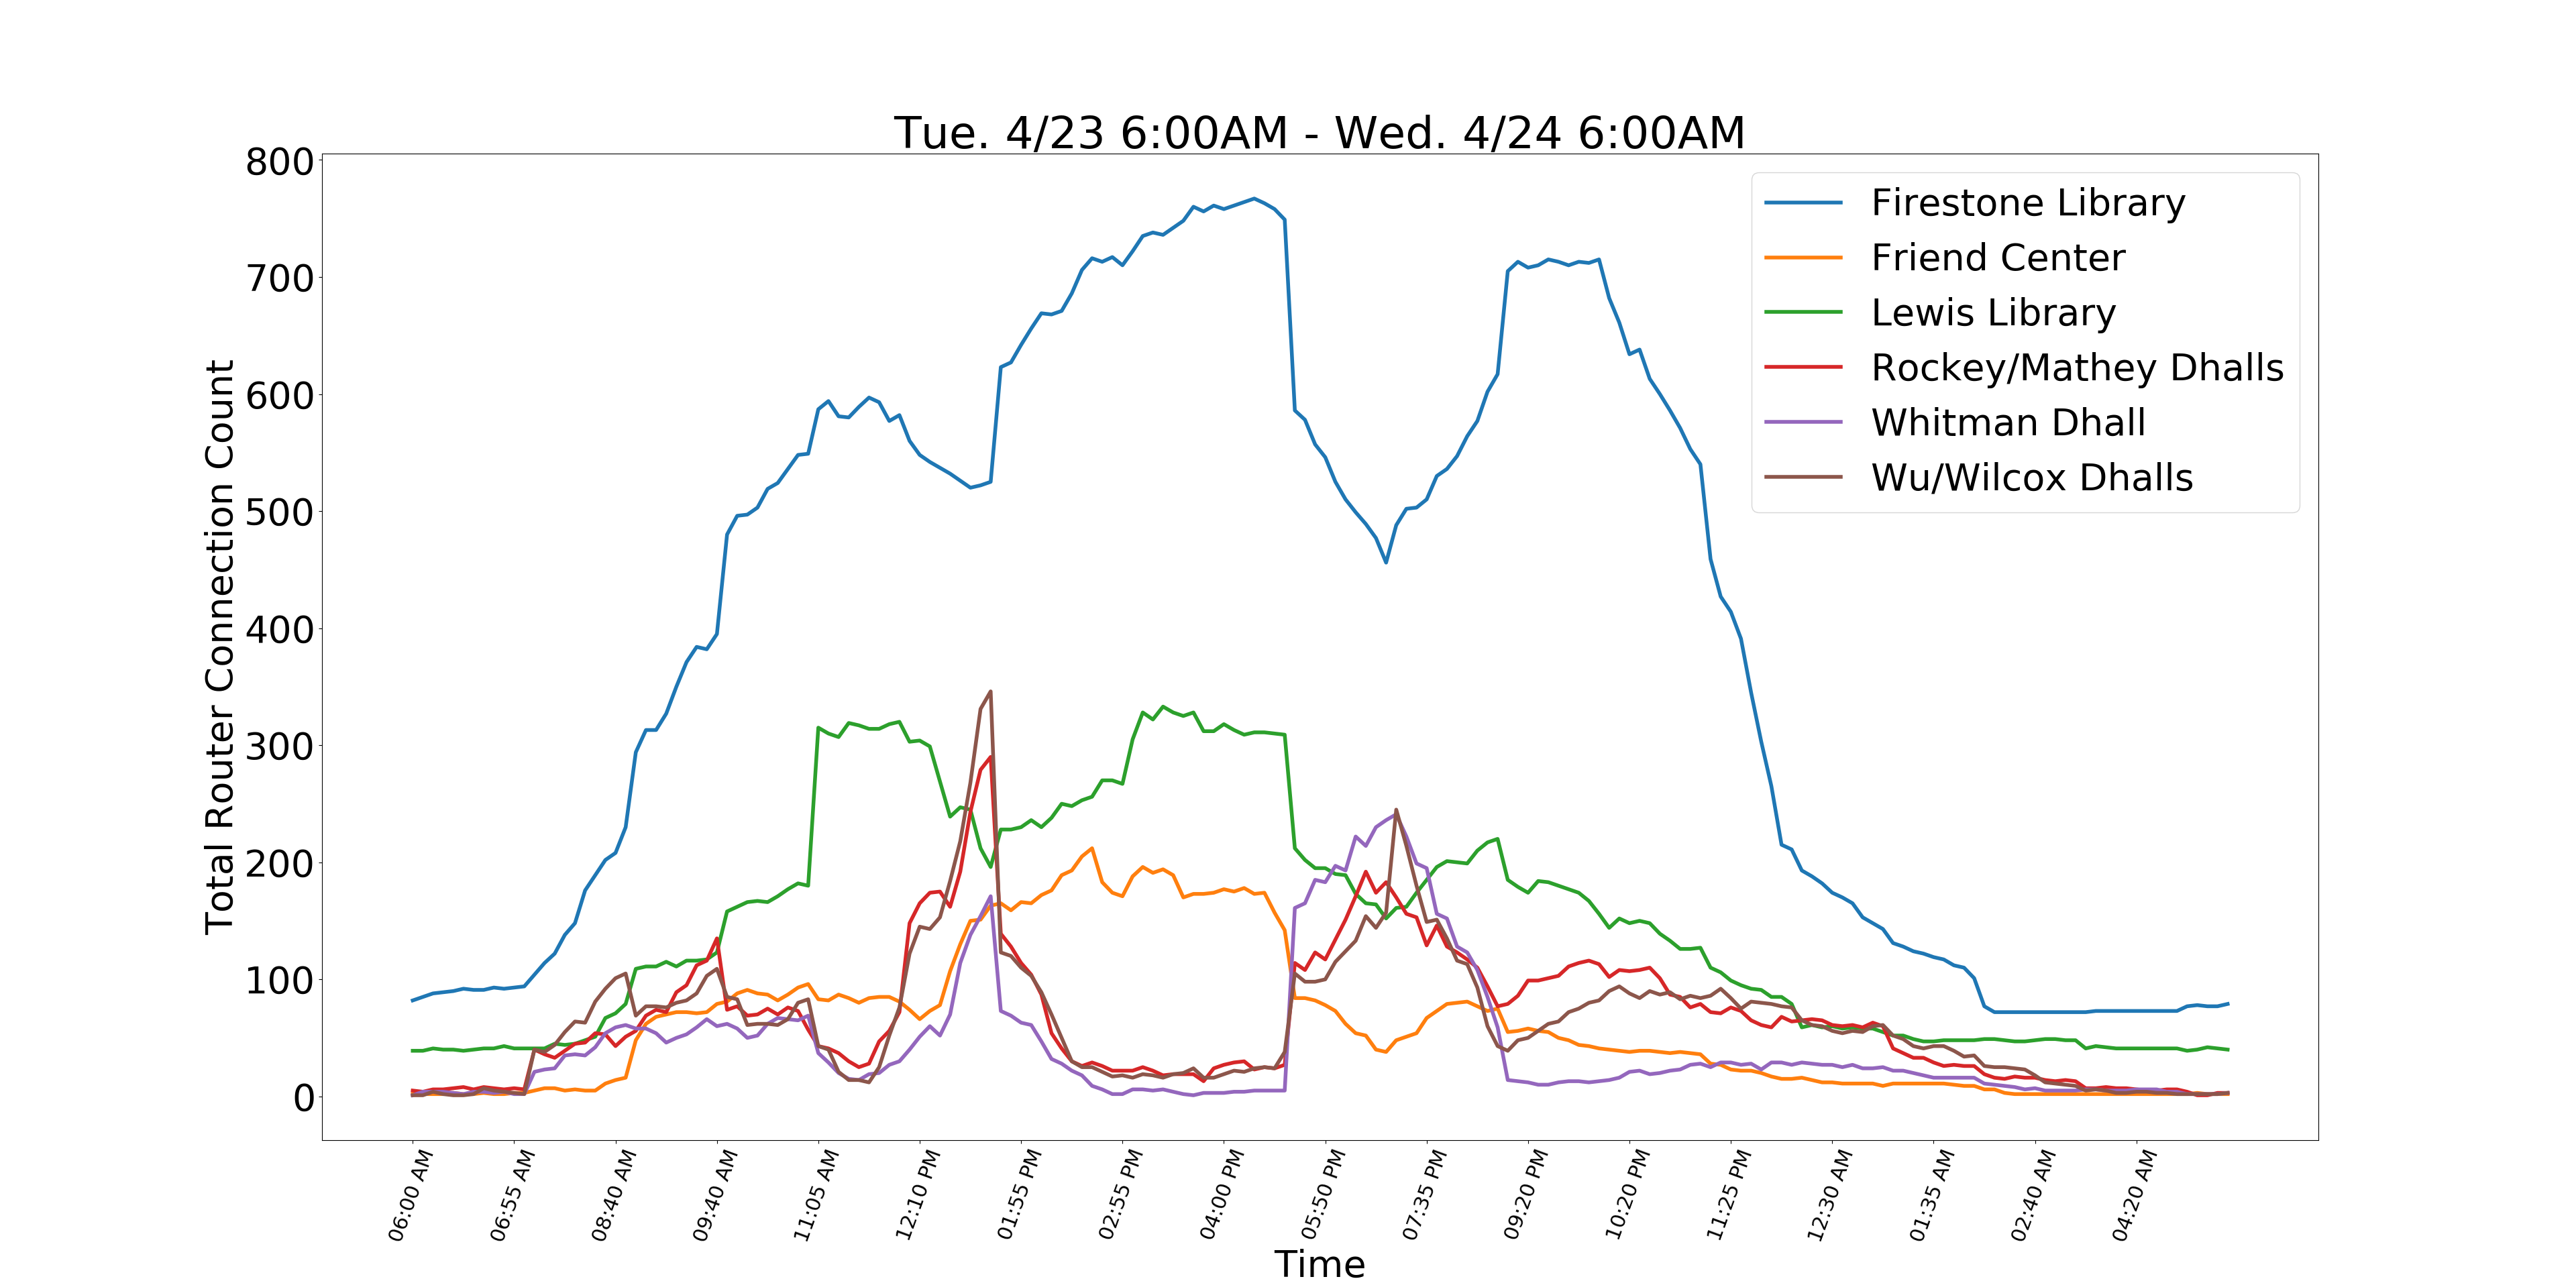 Tue. 4/23 6:00AM - Wed. 4/24 6:00AM
Total Router Connection Count
800
700
600
500
400
300
200
100
0
Firestone Library
Friend Center
Lewis Library
Rockey/Mathey Dhalls
Whitman Dhall
Wu/Wilcox Dhalls
06:00 AM
06:55 AM
08:40 AM
09:40 AM
11:05 AM
12:10 PM
01:55 PM
02:55 PM
04:00 PM
05:50 PM
07:35 PM
09:20 PM
10:20 PM
11:25 PM
12:30 AM
01:35 AM
02:40 AM
04:20 AM
Time